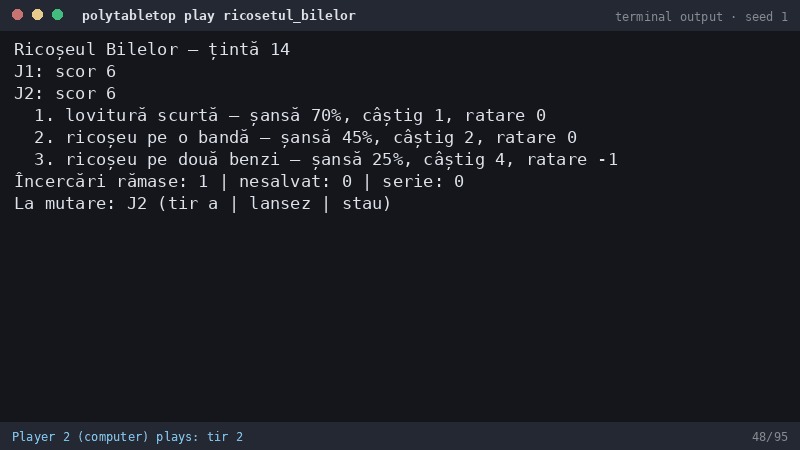 polytabletop play ricosetul_bilelor
terminal output · seed 1
Ricoșeul Bilelor — țintă 14
J1: scor 6
J2: scor 6
1. lovitură scurtă — șansă 70%, câștig 1, ratare 0
2. ricoșeu pe o bandă — șansă 45%, câștig 2, ratare 0
3. ricoșeu pe două benzi — șansă 25%, câștig 4, ratare -1
Încercări rămase: 1 | nesalvat: 0 | serie: 0
La mutare: J2 (tir a | lansez | stau)
Player 2 (computer) plays: tir 2
48/95